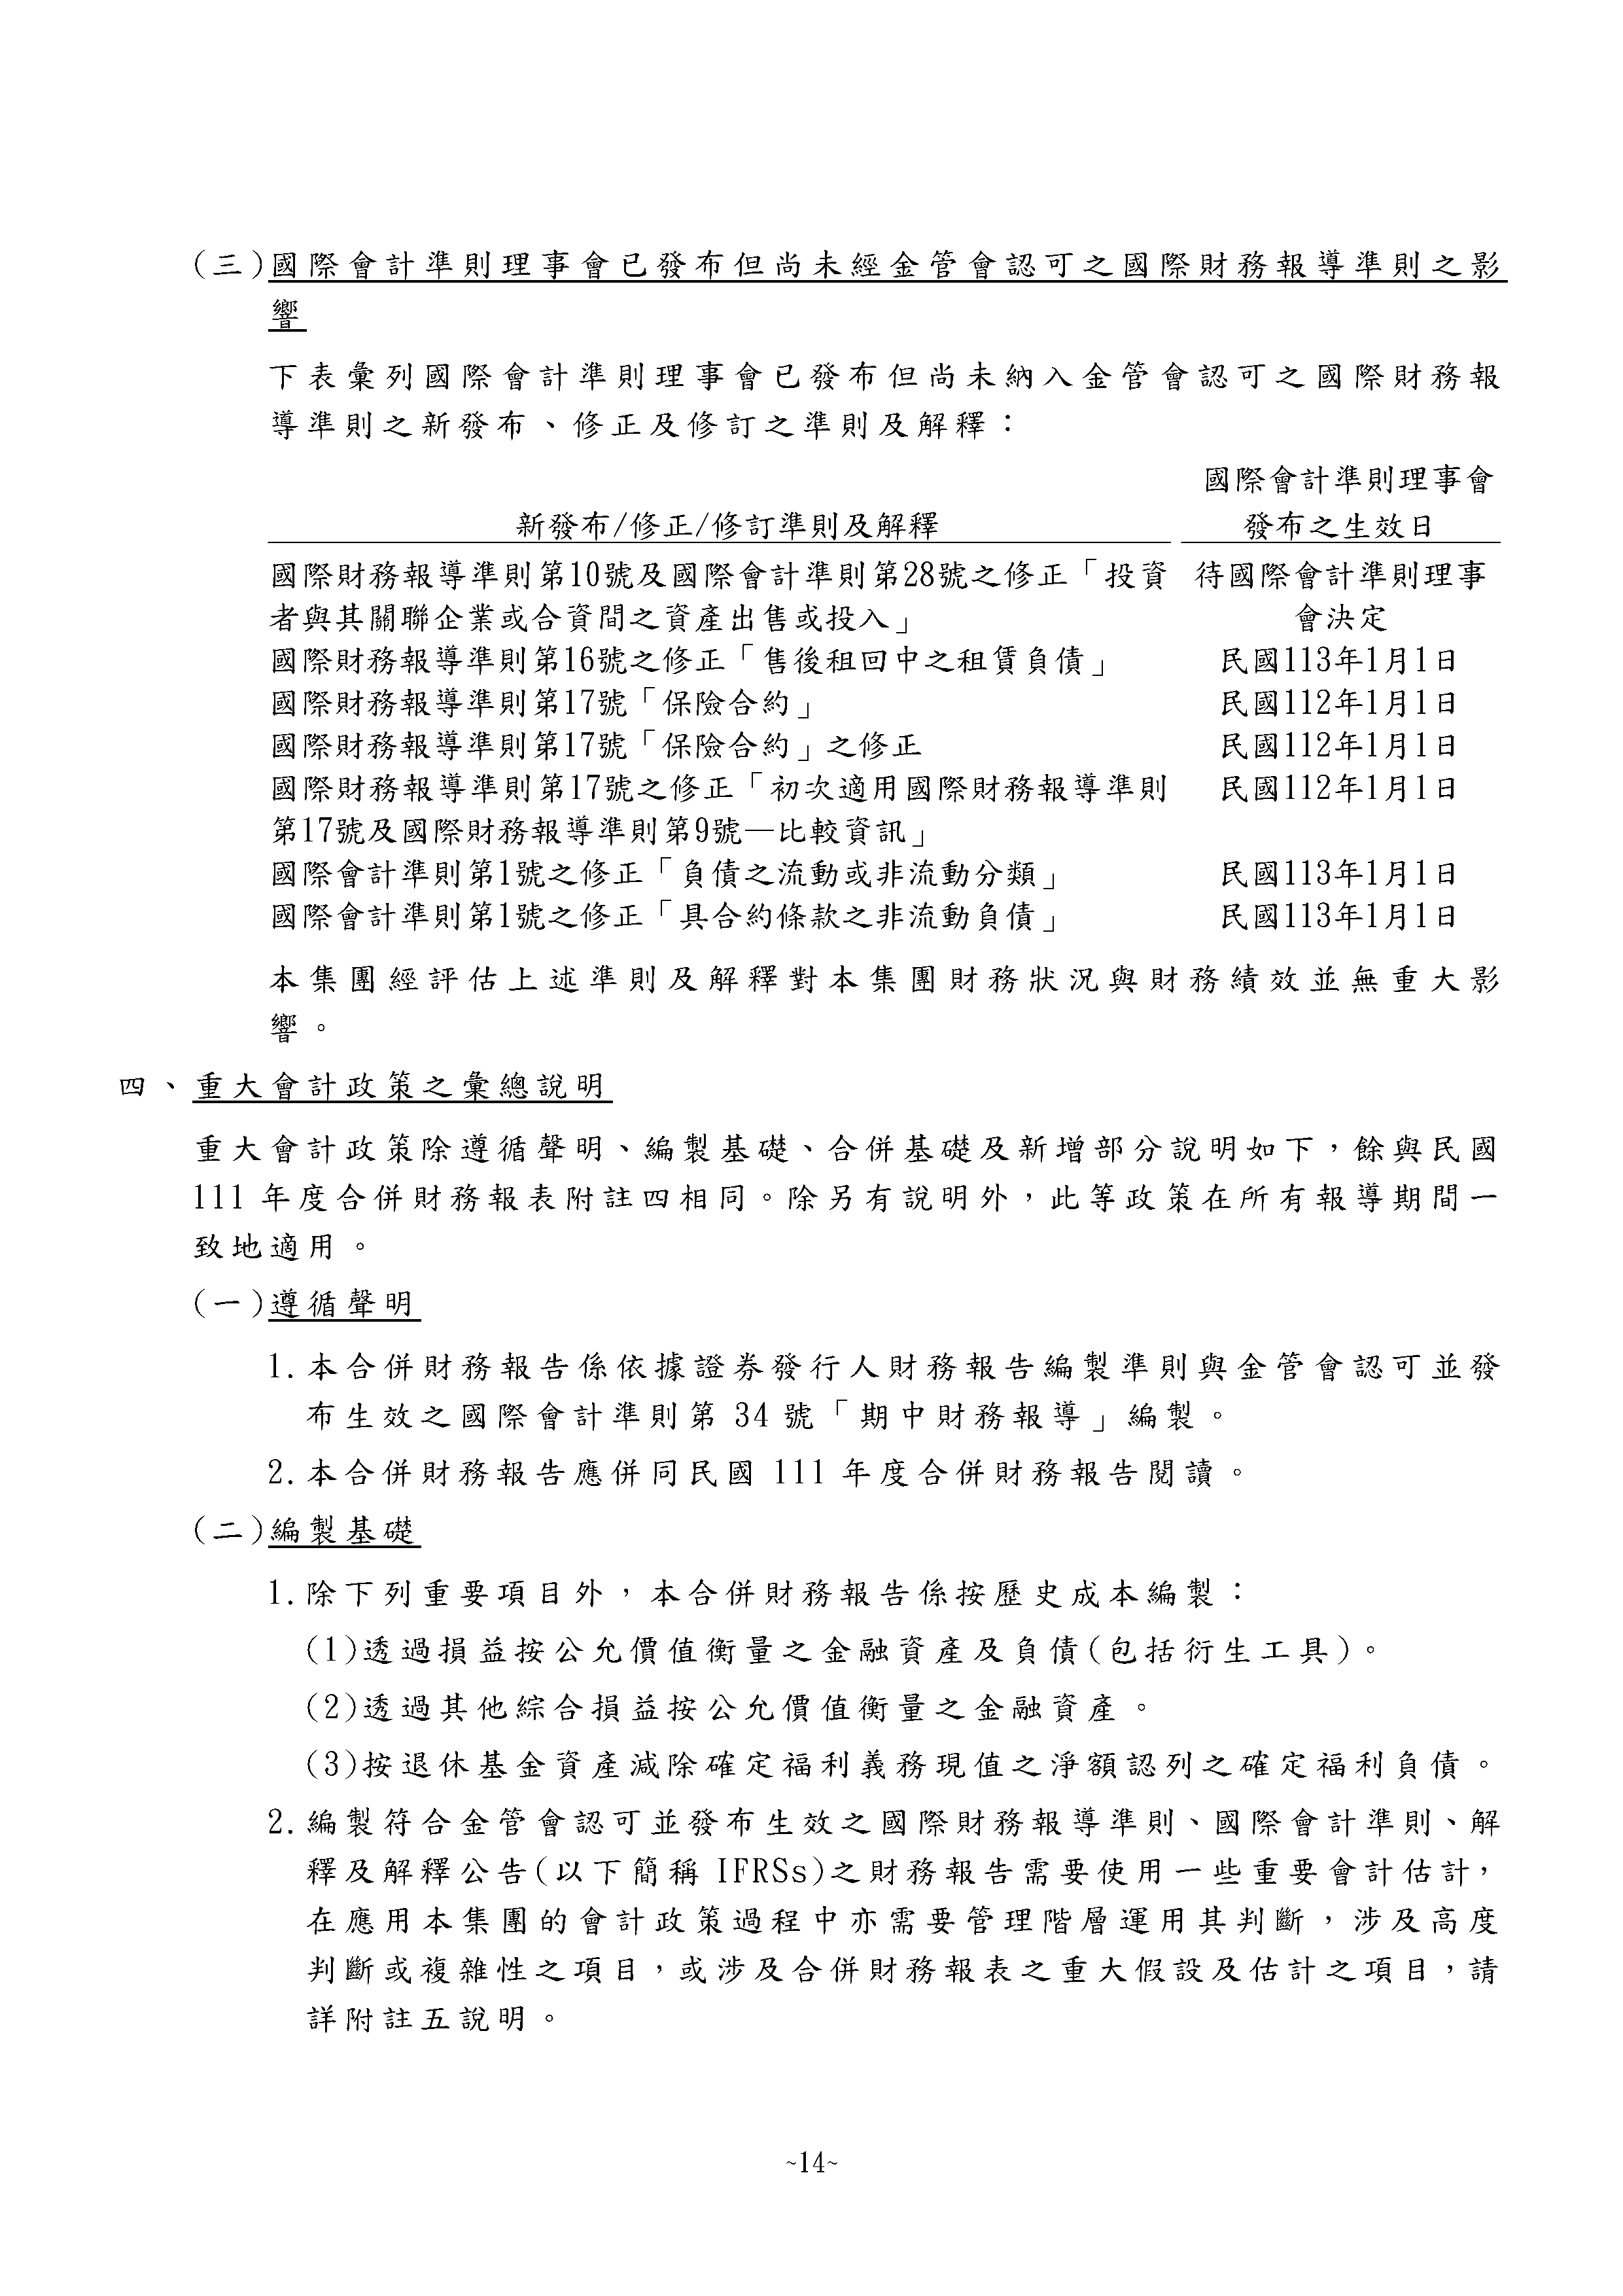 (三)國際會計準則理事會已發布但尚未經金管會認可之國際財務報導準則之影
響
下表彙列國際會計準則理事會已發布但尚未納入金管會認可之國際財務報
導準則之新發布、修正及修訂之準則及解釋：
國際會計準則理事會
新發布/修正/修訂準則及解釋 發布之生效日
國際財務報導準則第10號及國際會計準則第28號之修正「投資 待國際會計準則理事
者與其關聯企業或合資間之資產出售或投入」 會決定
國際財務報導準則第16號之修正「售後租回中之租賃負債」 民國113年1月1日
國際財務報導準則第17號「保險合約」 民國112年1月1日
國際財務報導準則第17號「保險合約」之修正 民國112年1月1日
國際財務報導準則第17號之修正「初次適用國際財務報導準則 民國112年1月1日
第17號及國際財務報導準則第9號—比較資訊」
國際會計準則第1號之修正「負債之流動或非流動分類」 民國113年1月1日
國際會計準則第1號之修正「具合約條款之非流動負債」 民國113年1月1日
本集團經評估上述準則及解釋對本集團財務狀況與財務績效並無重大影
響。
四、重大會計政策之彙總說明
重大會計政策除遵循聲明、編製基礎、合併基礎及新增部分說明如下，餘與民國
111 年度合併財務報表附註四相同。除另有說明外，此等政策在所有報導期間一
致地適用。
(一)遵循聲明
1.本合併財務報告係依據證券發行人財務報告編製準則與金管會認可並發
布生效之國際會計準則第 34 號「期中財務報導」編製。
2.本合併財務報告應併同民國 111 年度合併財務報告閱讀。
(二)編製基礎
1.除下列重要項目外，本合併財務報告係按歷史成本編製：
(1)透過損益按公允價值衡量之金融資產及負債(包括衍生工具)。
(2)透過其他綜合損益按公允價值衡量之金融資產。
(3)按退休基金資產減除確定福利義務現值之淨額認列之確定福利負債。
2.編製符合金管會認可並發布生效之國際財務報導準則、國際會計準則、解
釋及解釋公告(以下簡稱 IFRSs)之財務報告需要使用一些重要會計估計，
在應用本集團的會計政策過程中亦需要管理階層運用其判斷，涉及高度
判斷或複雜性之項目，或涉及合併財務報表之重大假設及估計之項目，請
詳附註五說明。
~14~